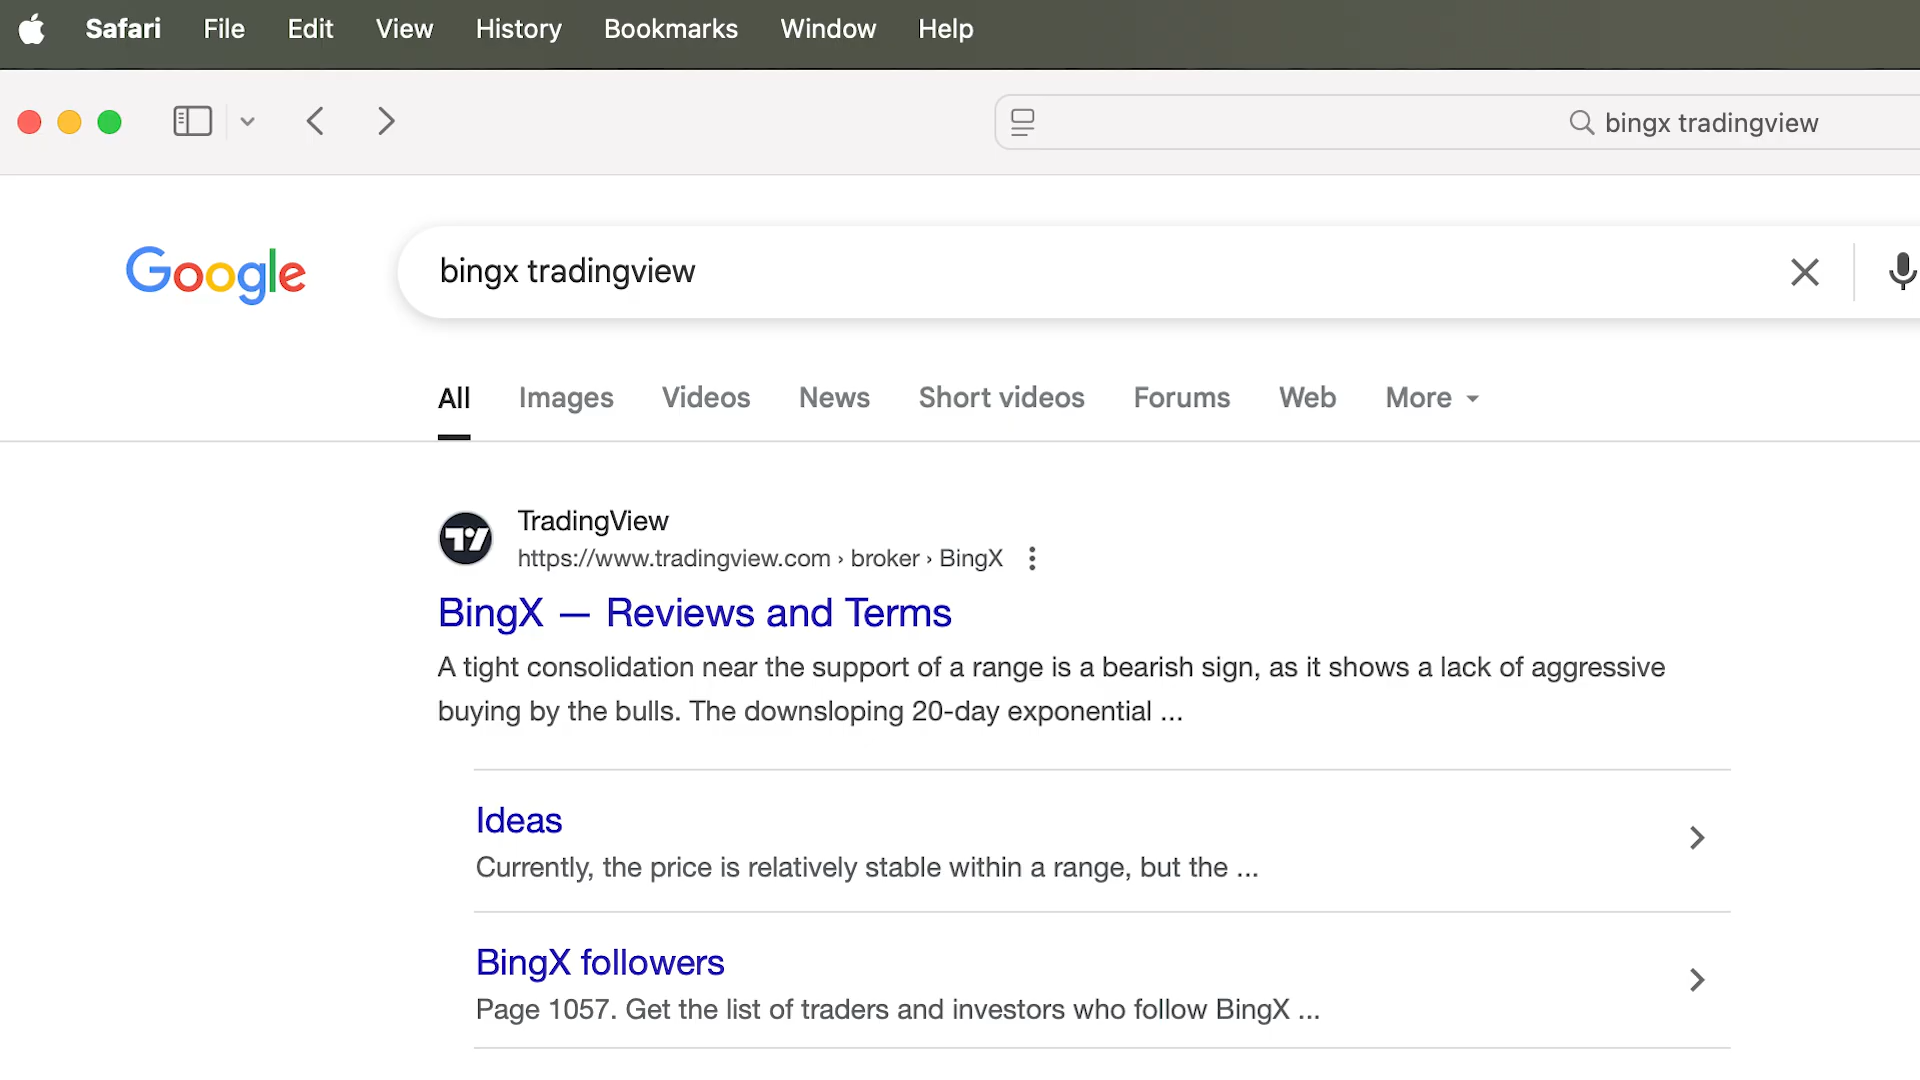 Safari File Edit View History Bookmarks Window Help
bingx tradingview
Google
bingx tradingview
All Images Videos News Short videos Forums Web More
TradingView
https://www.tradingview.com › broker › BingX
BingX — Reviews and Terms
A tight consolidation near the support of a range is a bearish sign, as it shows a lack of aggressive
buying by the bulls. The downsloping 20-day exponential ...
Ideas
Currently, the price is relatively stable within a range, but the ...
BingX followers
Page 1057. Get the list of traders and investors who follow BingX ...